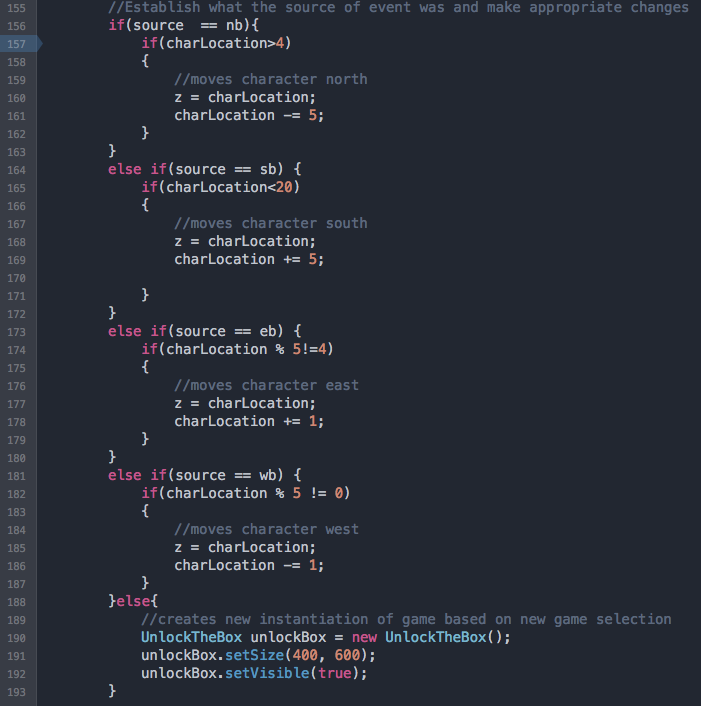 155 //Establish what the source of event was and make appropriate changes
156 if(source  == nb){
157 if(charLocation>4)
158 {
159 //moves character north
160 z = charLocation;
161 charLocation -= 5;
162 }
163 }
164 else if(source == sb) {
165 if(charLocation<20)
166 {
167 //moves character south
168 z = charLocation;
169 charLocation += 5;
170
171 }
172 }
173 else if(source == eb) {
174 if(charLocation % 5!=4)
175 {
176 //moves character east
177 z = charLocation;
178 charLocation += 1;
179 }
180 }
181 else if(source == wb) {
182 if(charLocation % 5 != 0)
183 {
184 //moves character west
185 z = charLocation;
186 charLocation -= 1;
187 }
188 }else{
189 //creates new instantiation of game based on new game selection
190 UnlockTheBox unlockBox = new UnlockTheBox();
191 unlockBox.setSize(400, 600);
192 unlockBox.setVisible(true);
193 }